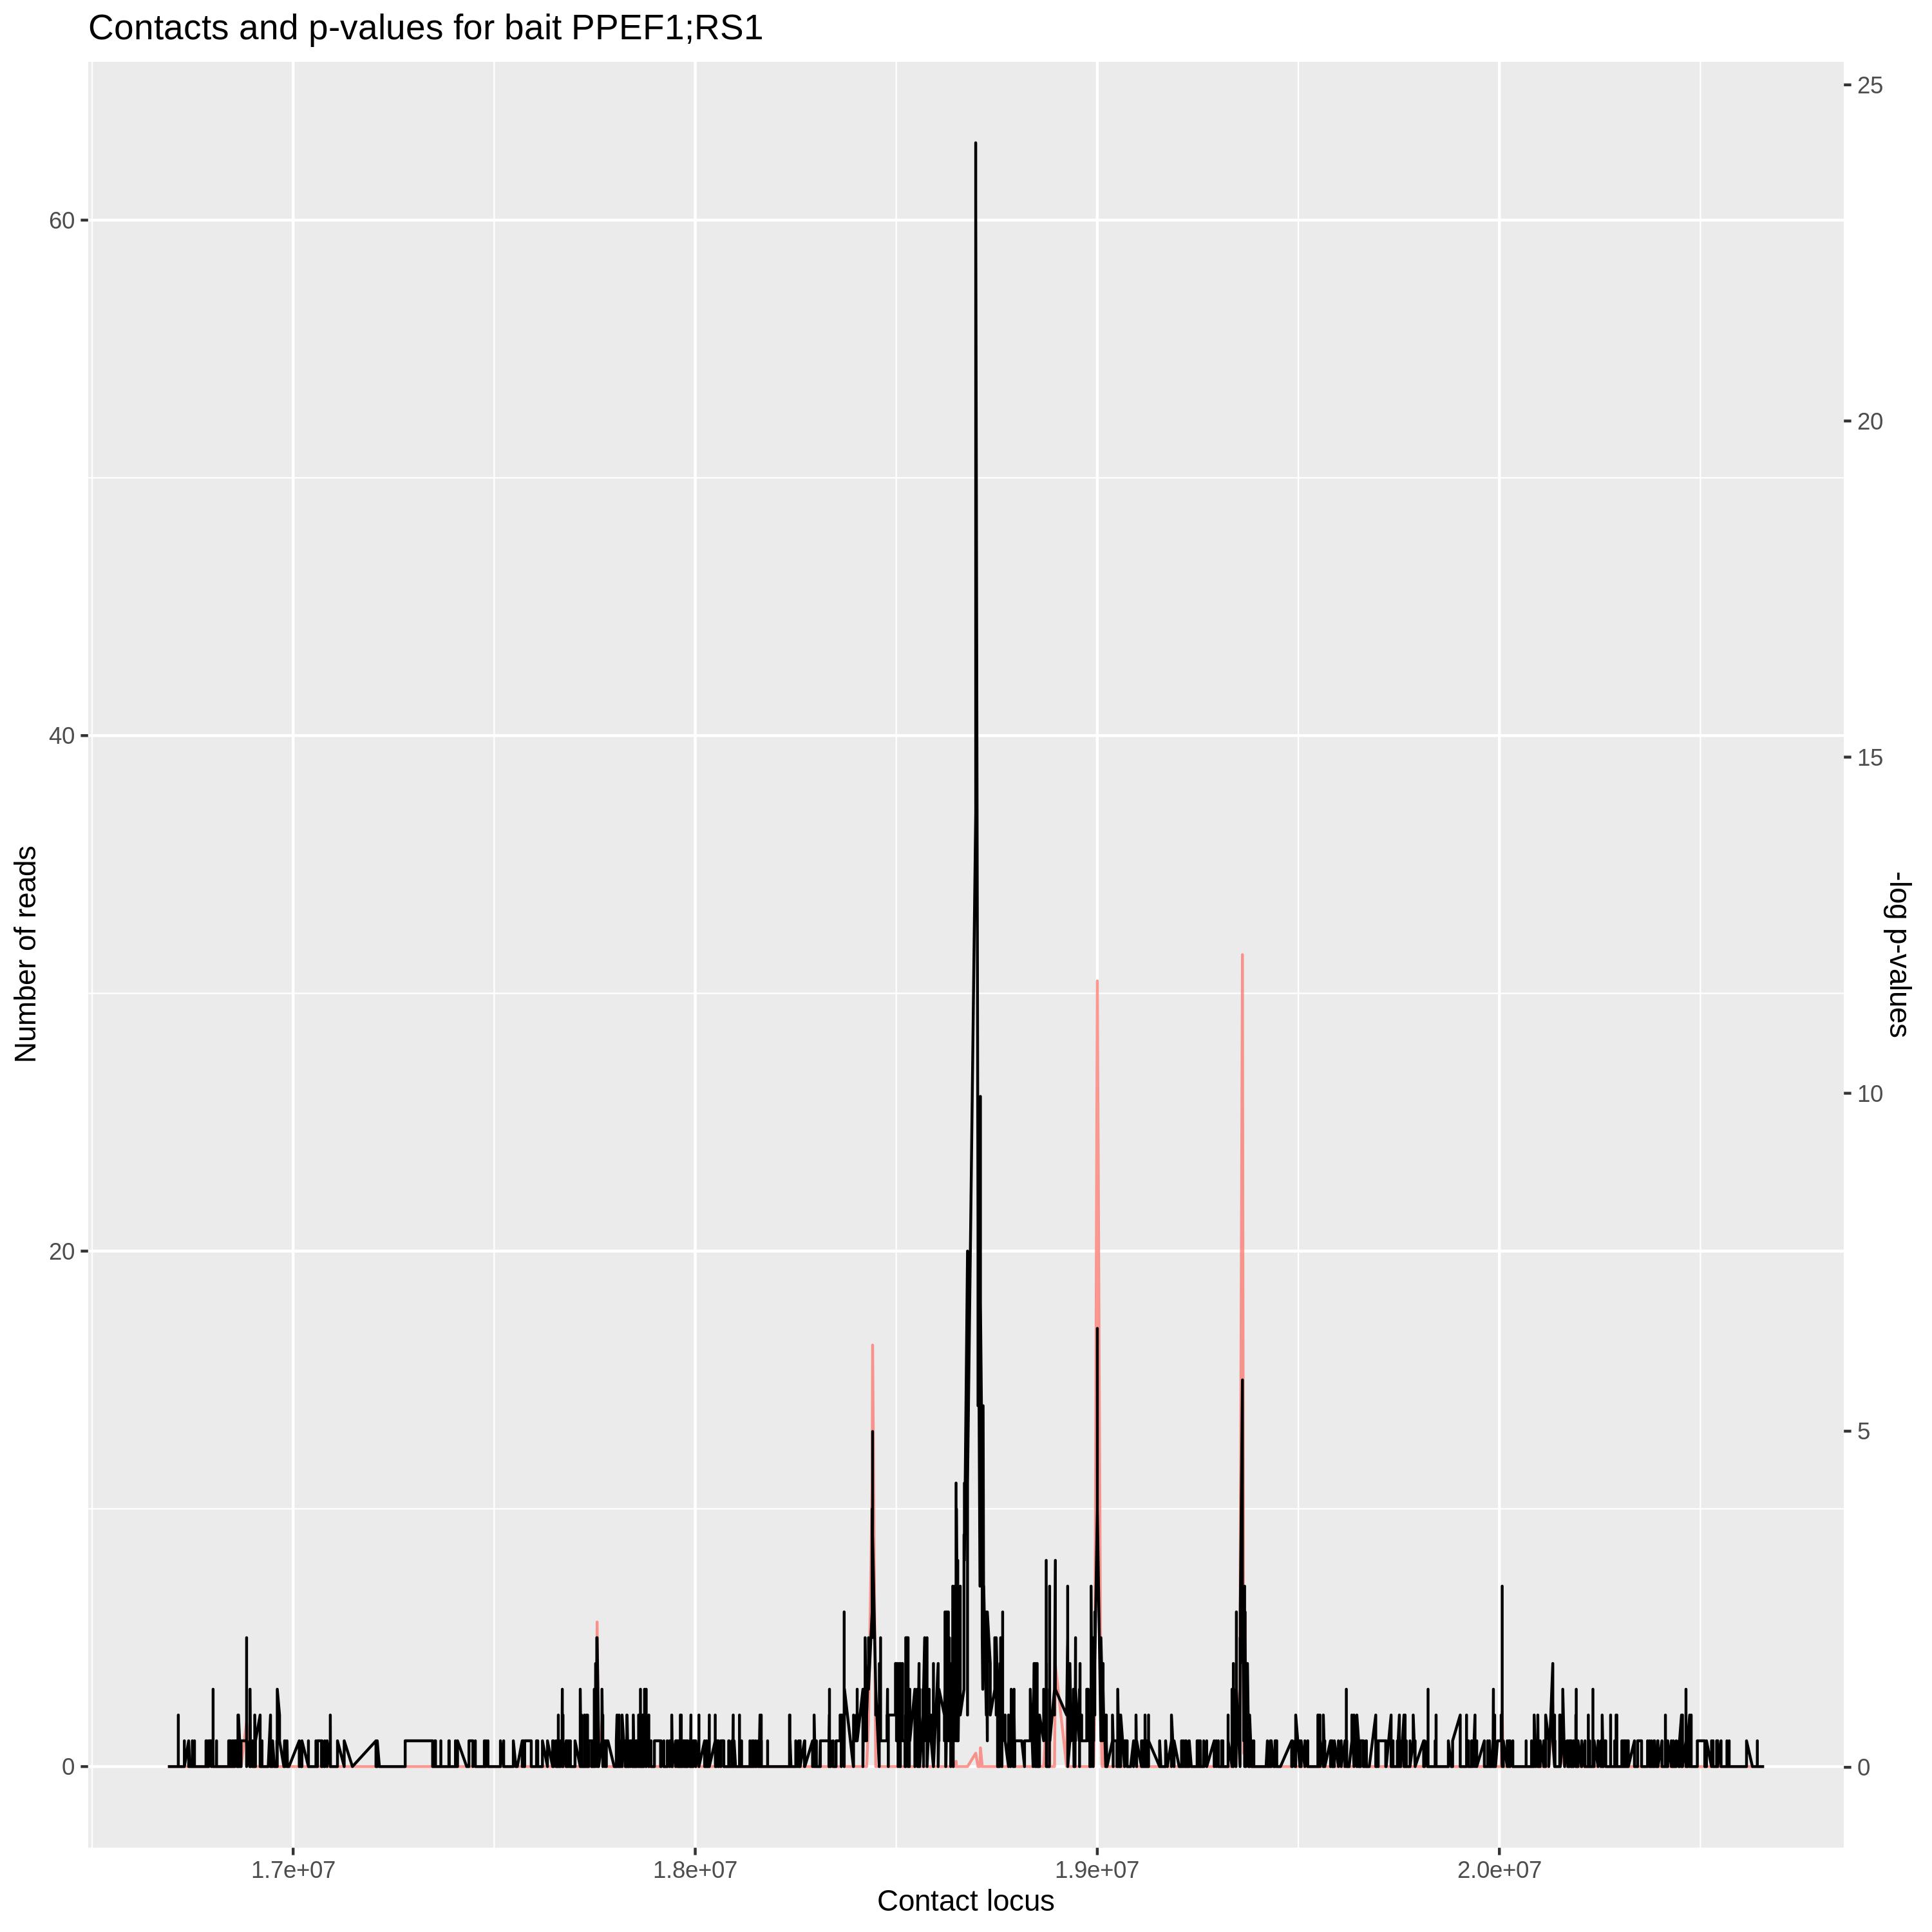 Contacts and p-values for bait PPEF1;RS1
25
60
20
40
15
Number of reads
-log p-values
10
20
5
0
0
1.7e+07
1.8e+07
1.9e+07
2.0e+07
Contact locus